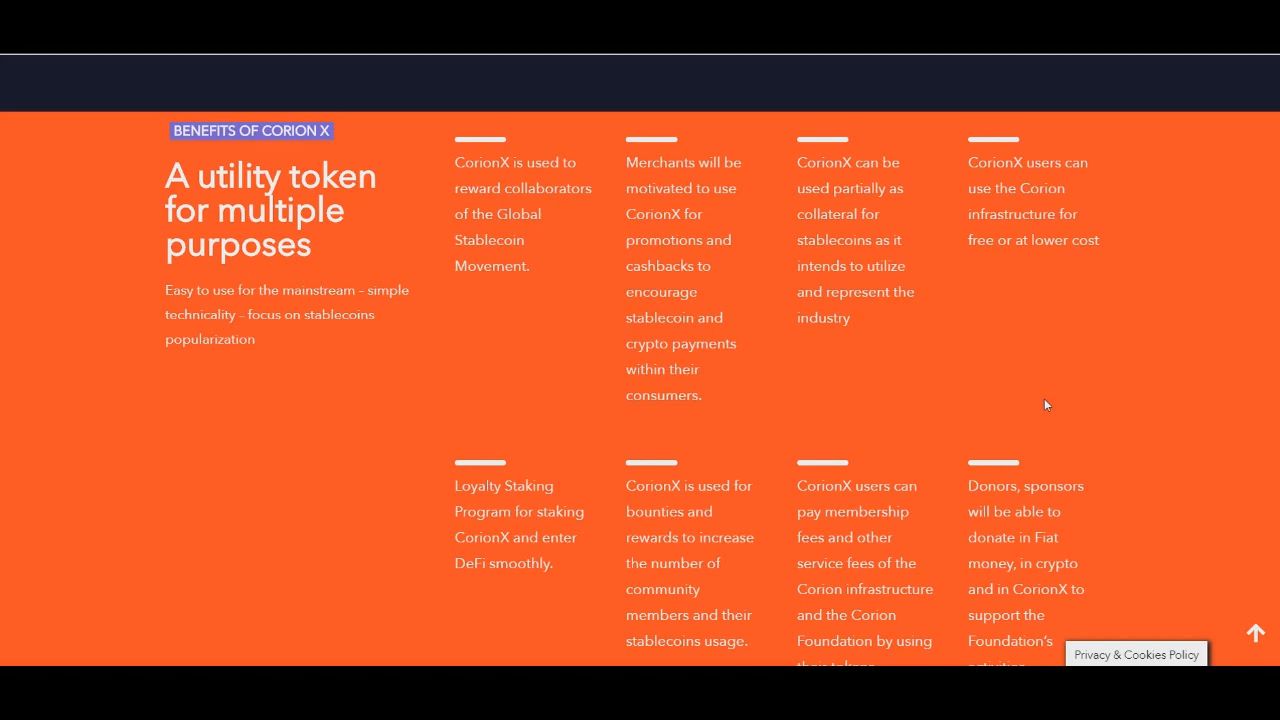 BENEFITS OF CORION X
A utility token
for multiple
purposes
Easy to use for the mainstream – simple
technicality – focus on stablecoins
popularization
CorionX is used to
reward collaborators
of the Global
Stablecoin
Movement.
Merchants will be
motivated to use
CorionX for
promotions and
cashbacks to
encourage
stablecoin and
crypto payments
within their
consumers.
CorionX can be
used partially as
collateral for
stablecoins as it
intends to utilize
and represent the
industry
CorionX users can
use the Corion
infrastructure for
free or at lower cost
Loyalty Staking
Program for staking
CorionX and enter
DeFi smoothly.
CorionX is used for
bounties and
rewards to increase
the number of
community
members and their
stablecoins usage.
CorionX users can
pay membership
fees and other
service fees of the
Corion infrastructure
and the Corion
Foundation by using
Donors, sponsors
will be able to
donate in Fiat
money, in crypto
and in CorionX to
support the
Foundation's
Privacy & Cookies Policy